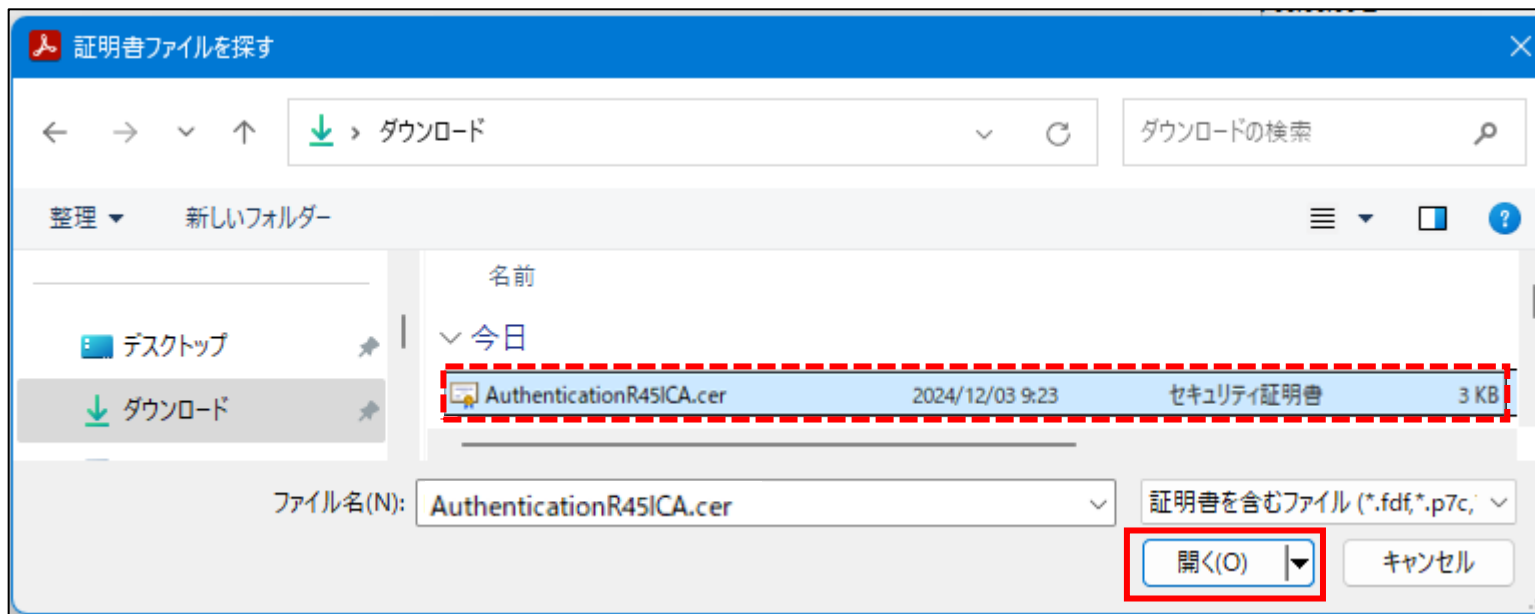 証明書ファイルを探す
ダウンロード
ダウンロードの検索
整理
新しいフォルダー
名前
今日
デスクトップ
AuthenticationR45ICA.cer 2024/12/03 9:23 セキュリティ証明書 3 KB
ダウンロード
ファイル名(N): AuthenticationR45ICA.cer 証明書を含むファイル (*.fdf,*.p7c,
開く(O) キャンセル